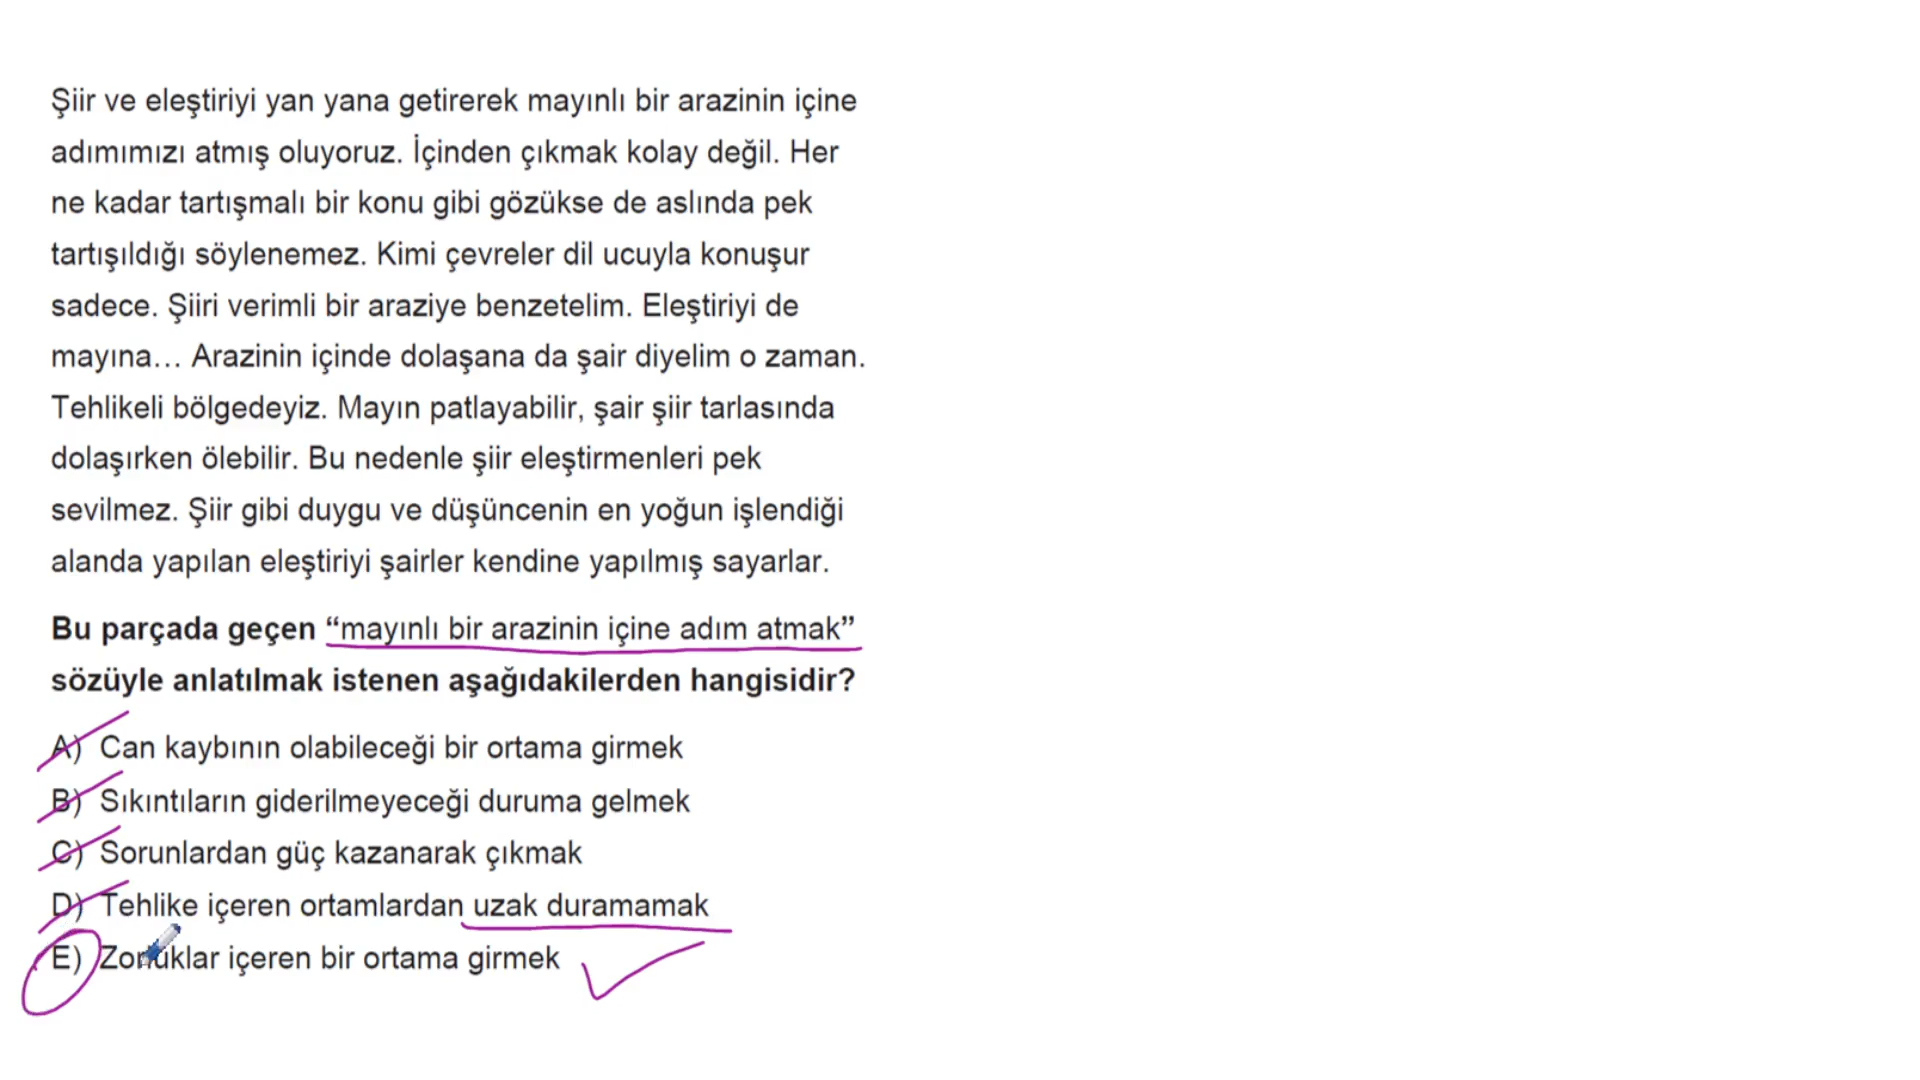 Şiir ve eleştiriyi yan yana getirerek mayınlı bir arazinin içine
adımımızı atmış oluyoruz. İçinden çıkmak kolay değil. Her
ne kadar tartışmalı bir konu gibi gözükse de aslında pek
tartışıldığı söylenemez. Kimi çevreler dil ucuyla konuşur
sadece. Şiiri verimli bir araziye benzetelim. Eleştiriyi de
mayına… Arazinin içinde dolaşana da şair diyelim o zaman.
Tehlikeli bölgedeyiz. Mayın patlayabilir, şair şiir tarlasında
dolaşırken ölebilir. Bu nedenle şiir eleştirmenleri pek
sevilmez. Şiir gibi duygu ve düşüncenin en yoğun işlendiği
alanda yapılan eleştiriyi şairler kendine yapılmış sayarlar.
Bu parçada geçen “mayınlı bir arazinin içine adım atmak”
sözüyle anlatılmak istenen aşağıdakilerden hangisidir?
A) Can kaybının olabileceği bir ortama girmek
B) Sıkıntıların giderilmeyeceği duruma gelmek
C) Sorunlardan güç kazanarak çıkmak
D) Tehlike içeren ortamlardan uzak duramamak
E) Zorluklar içeren bir ortama girmek